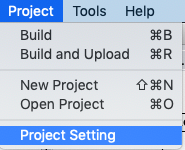 Project Tools Help
Build ⌘B
Build and Upload ⌘R
New Project ⇧⌘N
Open Project ⌘O
Project Setting